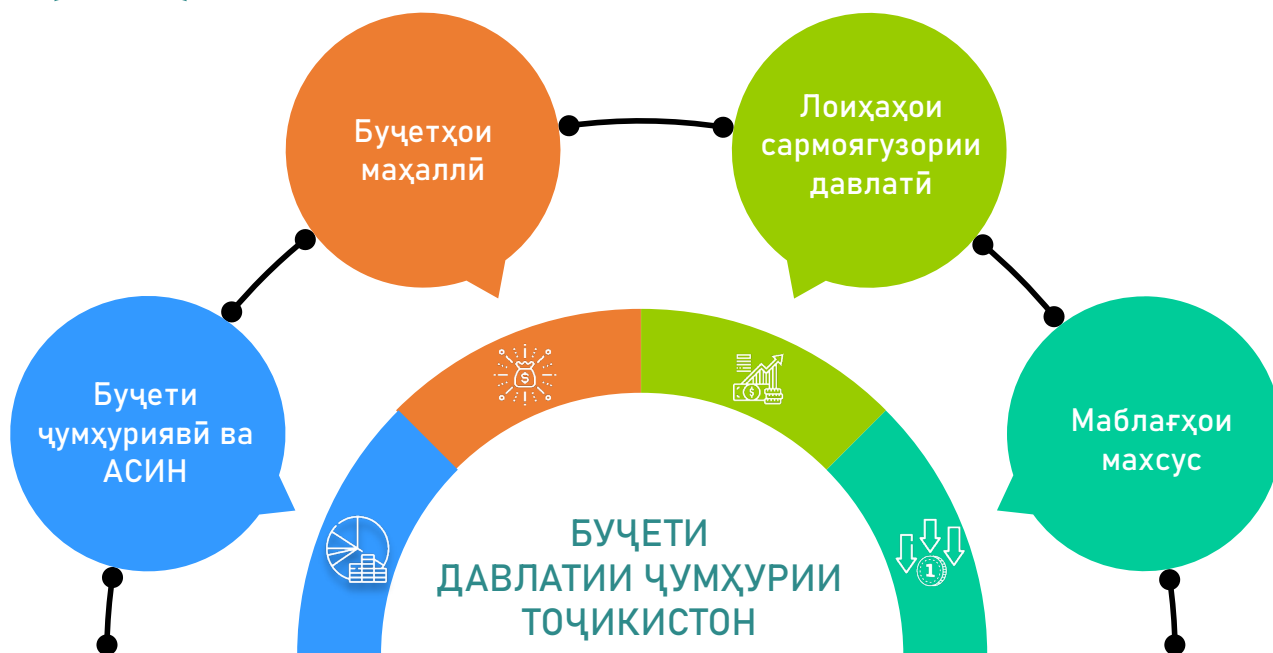 Буҷетҳои
маҳаллӣ
Лоиҳаҳои
сармоягузории
давлатӣ
Буҷети
ҷумҳуриявӣ ва
АСИН
Маблағҳои
махсус
БУҶЕТИ
ДАВЛАТИИ ҶУМҲУРИИ
ТОҶИКИСТОН